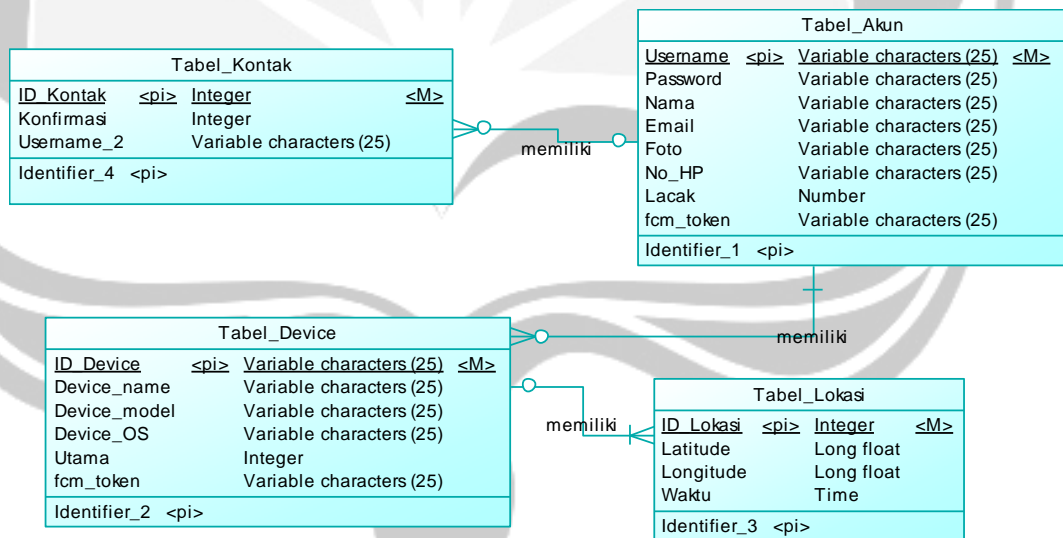 Tabel_Kontak
ID_Kontak <pi> Integer <M>
Konfirmasi Integer
Username_2 Variable characters (25)
Identifier_4 <pi>
memiliki
Tabel_Akun
Username <pi> Variable characters (25) <M>
Password Variable characters (25)
Nama Variable characters (25)
Email Variable characters (25)
Foto Variable characters (25)
No_HP Variable characters (25)
Lacak Number
fcm_token Variable characters (25)
Identifier_1 <pi>
memiliki
Tabel_Device
ID_Device <pi> Variable characters (25) <M>
Device_name Variable characters (25)
Device_model Variable characters (25)
Device_OS Variable characters (25)
Utama Integer
fcm_token Variable characters (25)
Identifier_2 <pi>
memiliki
Tabel_Lokasi
ID_Lokasi <pi> Integer <M>
Latitude Long float
Longitude Long float
Waktu Time
Identifier_3 <pi>